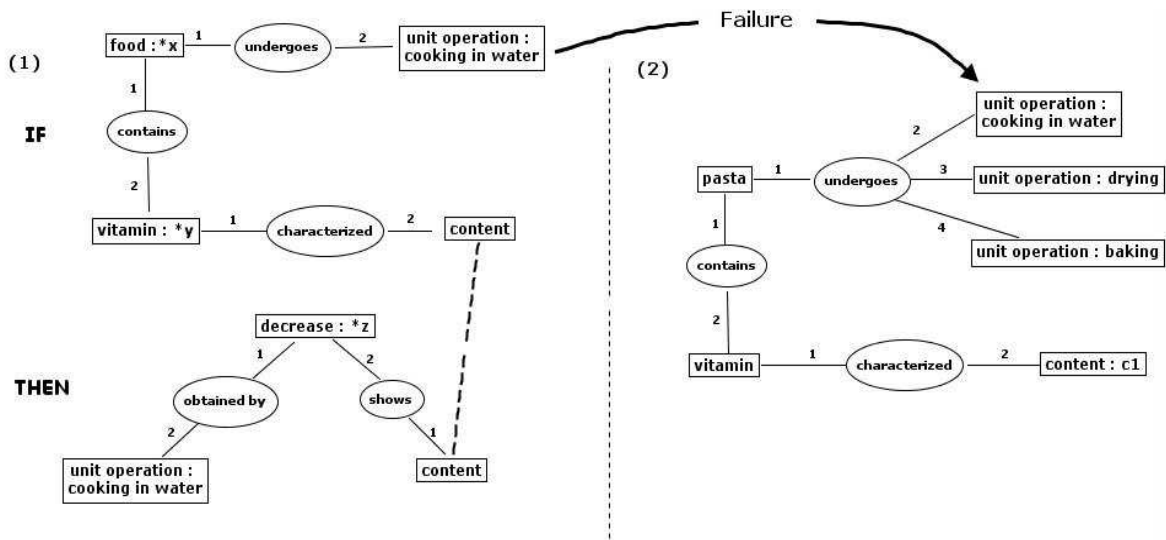 Failure
(1)
food : *x
1
undergoes
2
unit operation :
cooking in water
1
IF
contains
2
vitamin : *y
1
characterized
2
content
decrease : *z
1
2
THEN
obtained by
shows
2
1
unit operation :
cooking in water
content
(2)
unit operation :
cooking in water
2
pasta
1
undergoes
3
unit operation : drying
4
unit operation : baking
1
contains
2
vitamin
1
characterized
2
content : c1